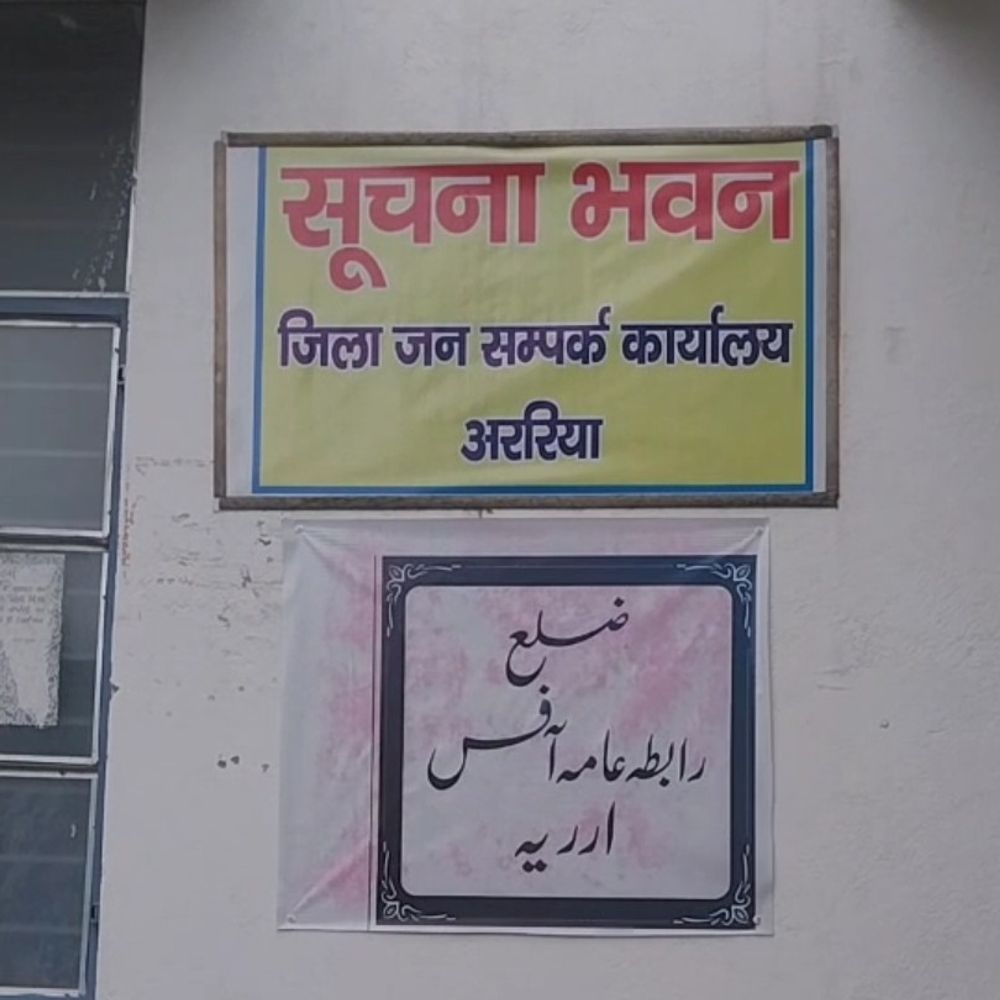 सूचना भवन
जिला जन सम्पर्क कार्यालय
अररिया
ضلع
رابطہ عامہ آفس
ارریہ